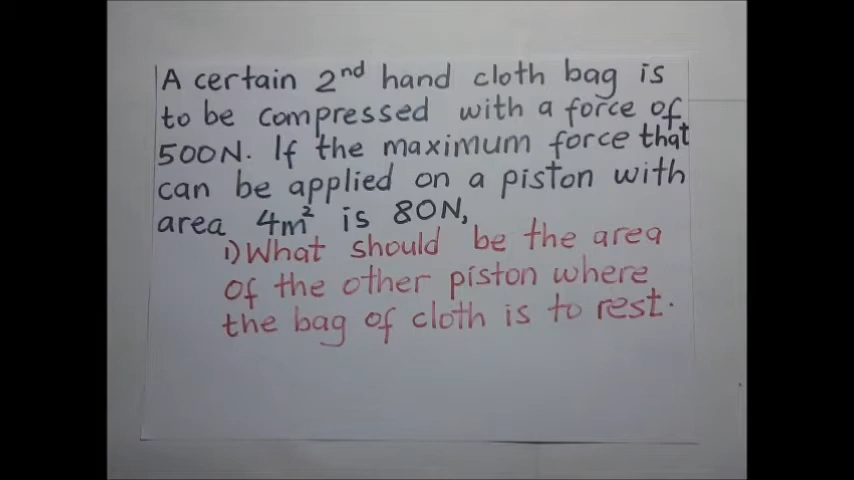 A certain 2nd hand cloth bag is
to be compressed with a force of
500N. If the maximum force that
can be applied on a piston with
area 4m² is 80N,
i) What should be the area
of the other piston where
the bag of cloth is to rest.